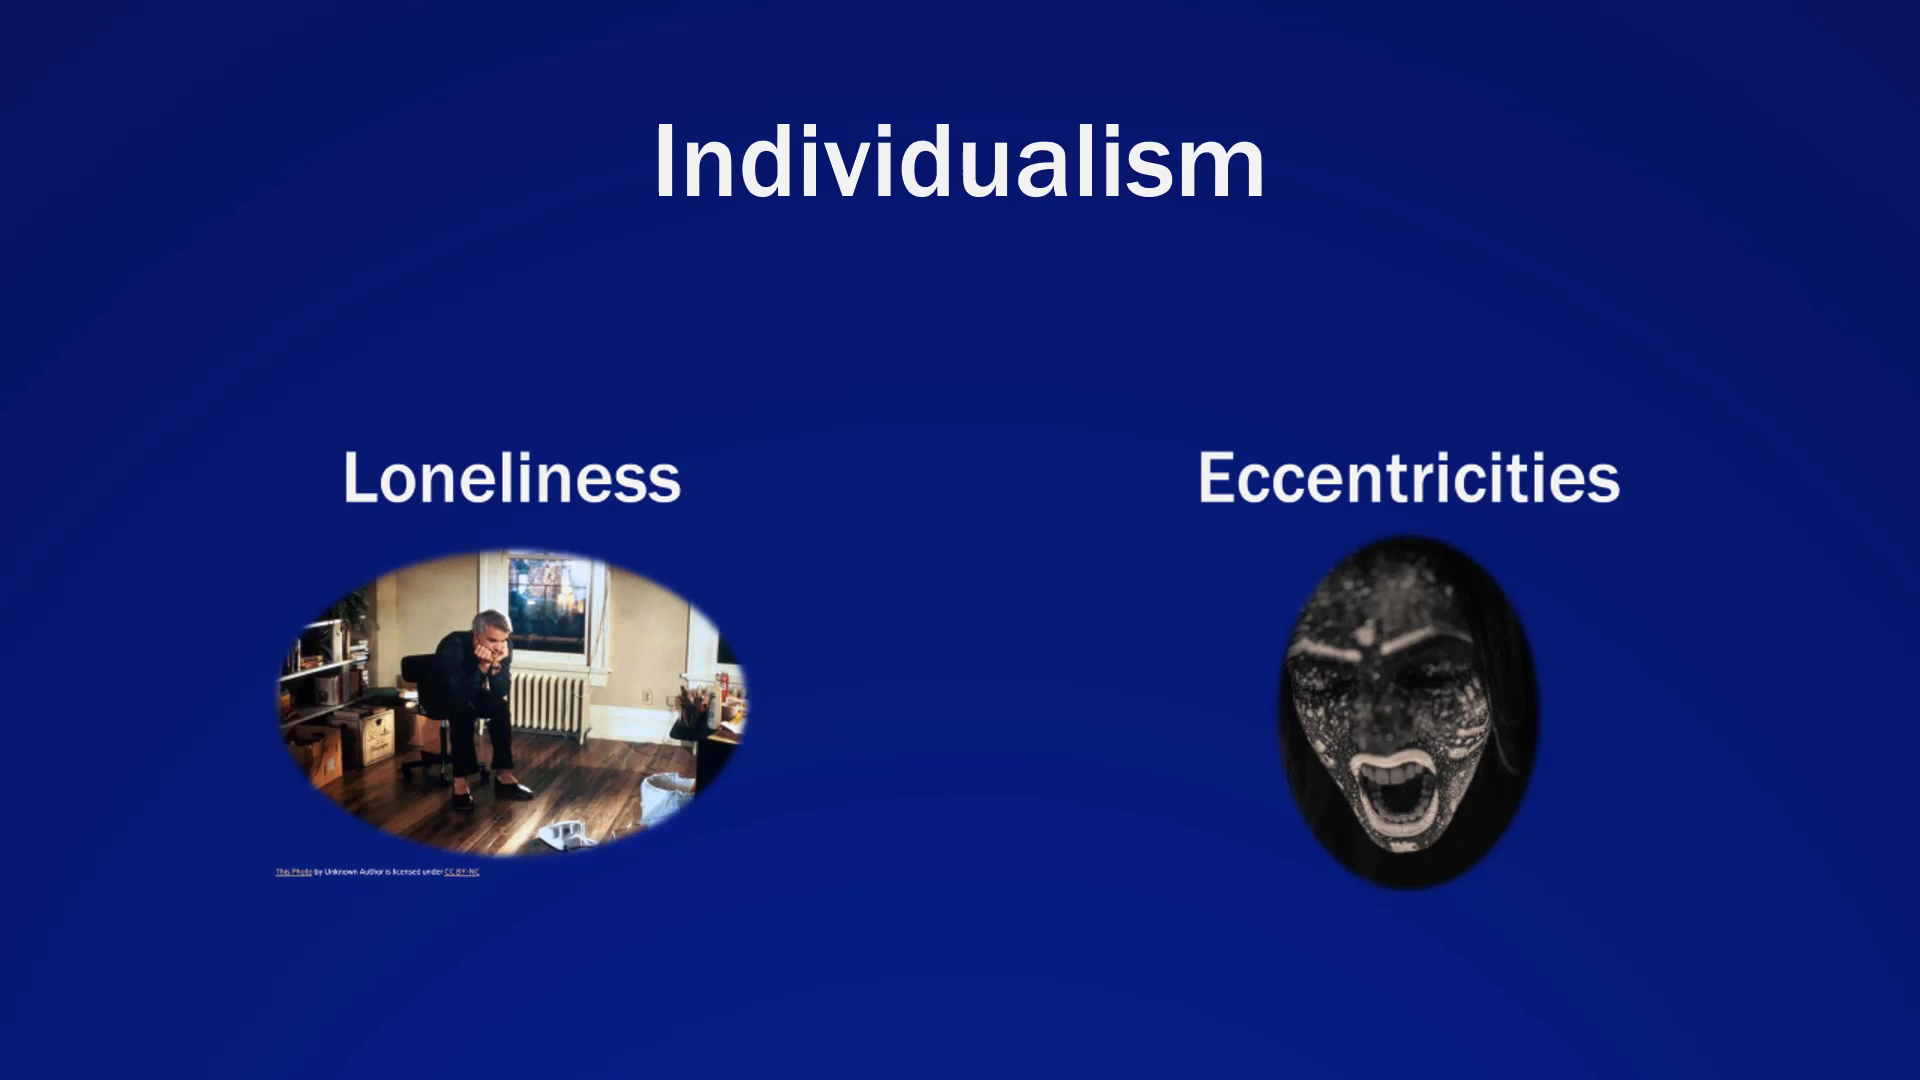 Individualism
Loneliness
Eccentricities
This Photo by Unknown Author is licensed under CC BY-NC